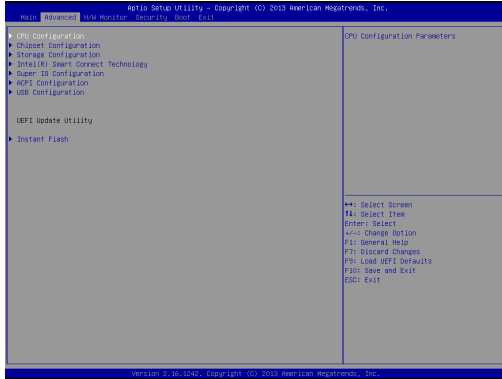 Aptio Setup Utility - Copyright (C) 2013 American Megatrends, Inc.
Main Advanced H/W Monitor Security Boot Exit
CPU Configuration
Chipset Configuration
Storage Configuration
Intel(R) Smart Connect Technology
Super IO Configuration
ACPI Configuration
USB Configuration
UEFI Update Utility
Instant Flash
CPU Configuration Parameters
↔: Select Screen
↑↓: Select Item
Enter: Select
+/-: Change Option
F1: General Help
F7: Discard Changes
F9: Load UEFI Defaults
F10: Save and Exit
ESC: Exit
Version 2.16.1242. Copyright (C) 2013 American Megatrends, Inc.